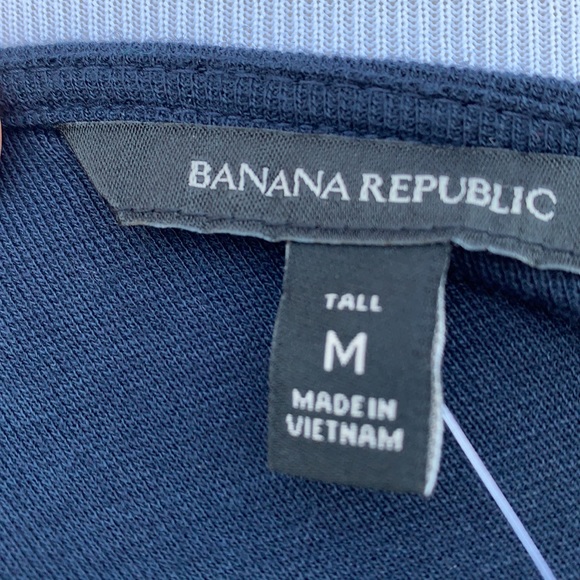 BANANA REPUBLIC
TALL
M
MADE IN
VIETNAM